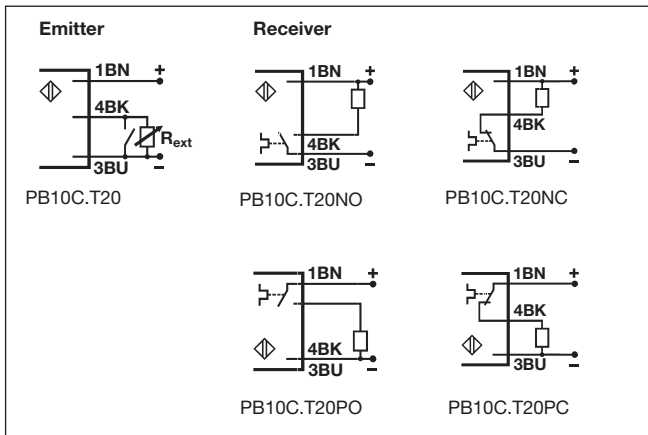 Emitter
Receiver
1BN +
4BK
Rext
3BU –
PB10C.T20
1BN +
4BK
3BU –
PB10C.T20NO
1BN +
4BK
3BU –
PB10C.T20NC
1BN +
4BK
3BU –
PB10C.T20PO
1BN +
4BK
3BU –
PB10C.T20PC